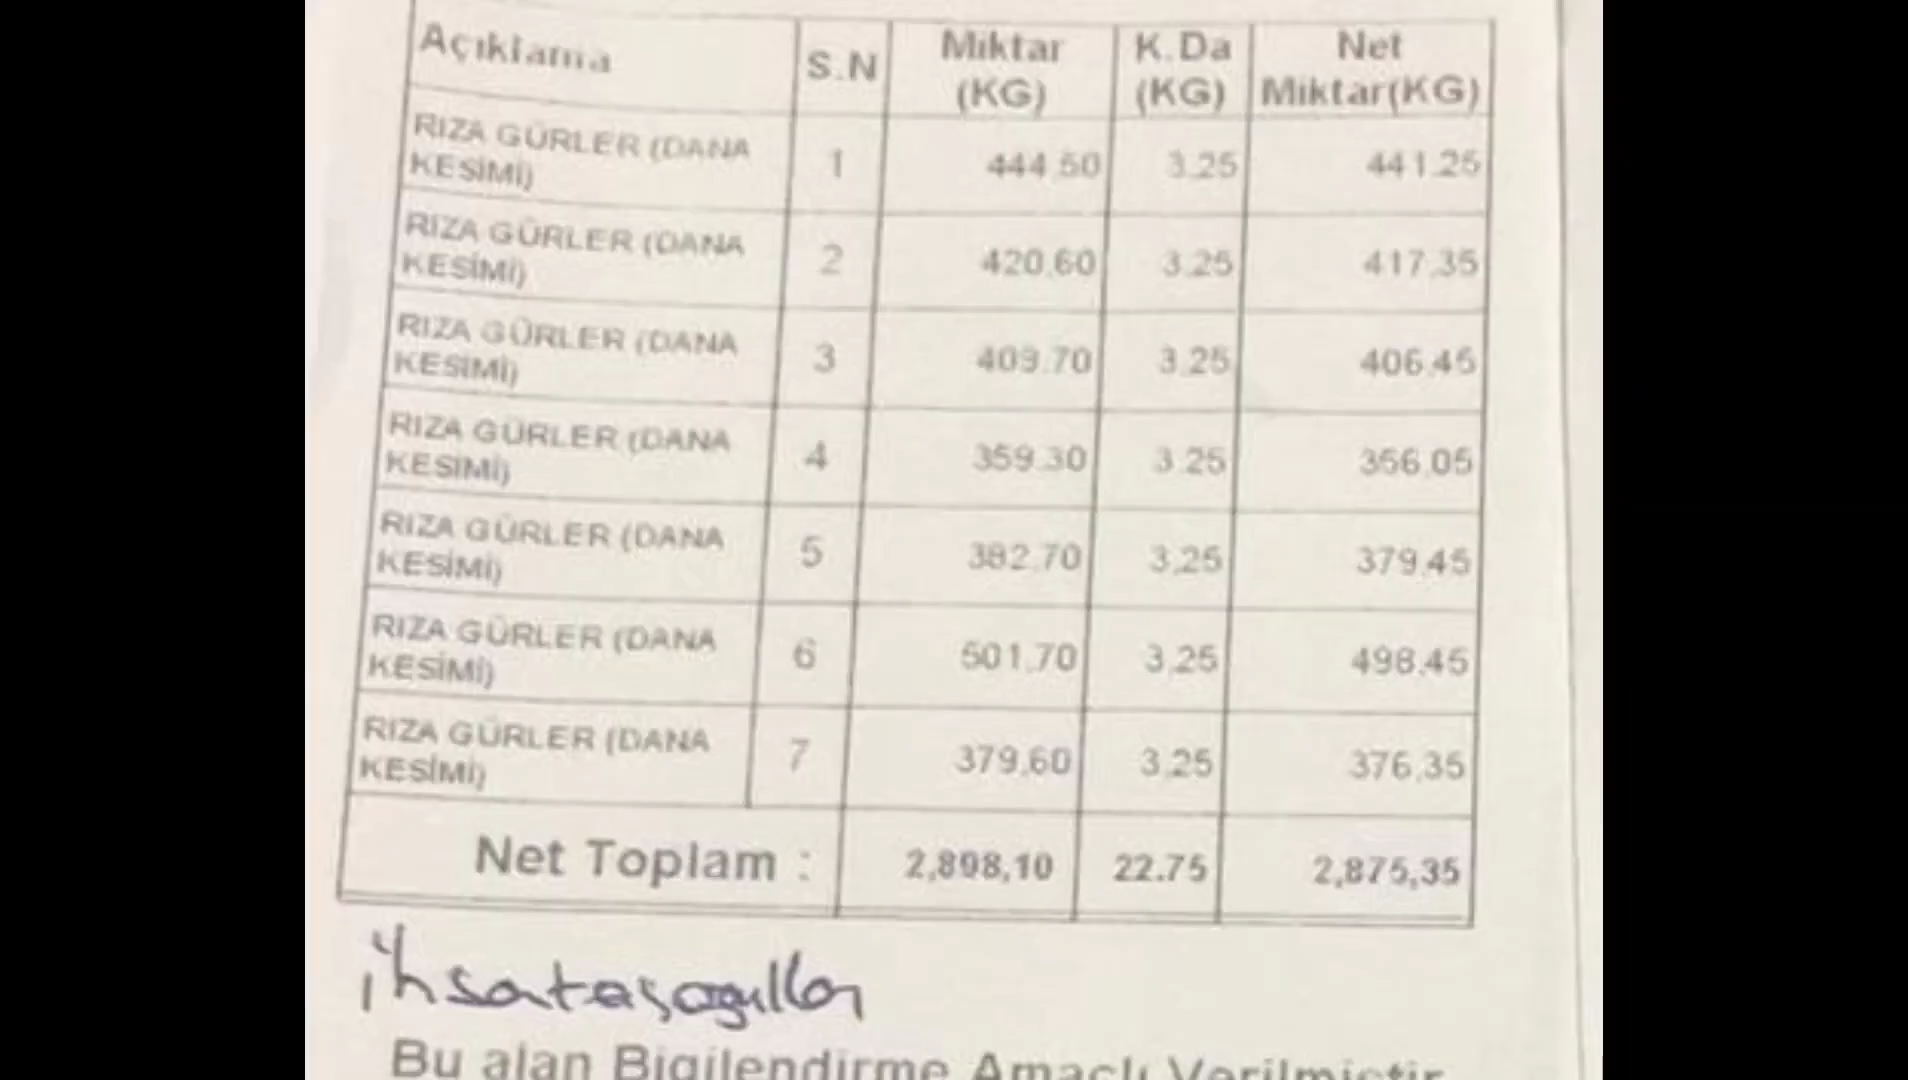 Açıklama S.N Miktar (KG) K.Da (KG) Net Miktar(KG)
RIZA GÜRLER (DANA KESİMİ) 1 444.50 3.25 441.25
RIZA GÜRLER (DANA KESİMİ) 2 420.60 3.25 417.35
RIZA GÜRLER (DANA KESİMİ) 3 409.70 3.25 406.45
RIZA GÜRLER (DANA KESİMİ) 4 359.30 3.25 356.05
RIZA GÜRLER (DANA KESİMİ) 5 382.70 3.25 379.45
RIZA GÜRLER (DANA KESİMİ) 6 501.70 3.25 498.45
RIZA GÜRLER (DANA KESİMİ) 7 379.60 3.25 376.35
Net Toplam : 2,898,10 22.75 2,875,35
Bu alan Bigilendirme Amaçlı Verilmiştir